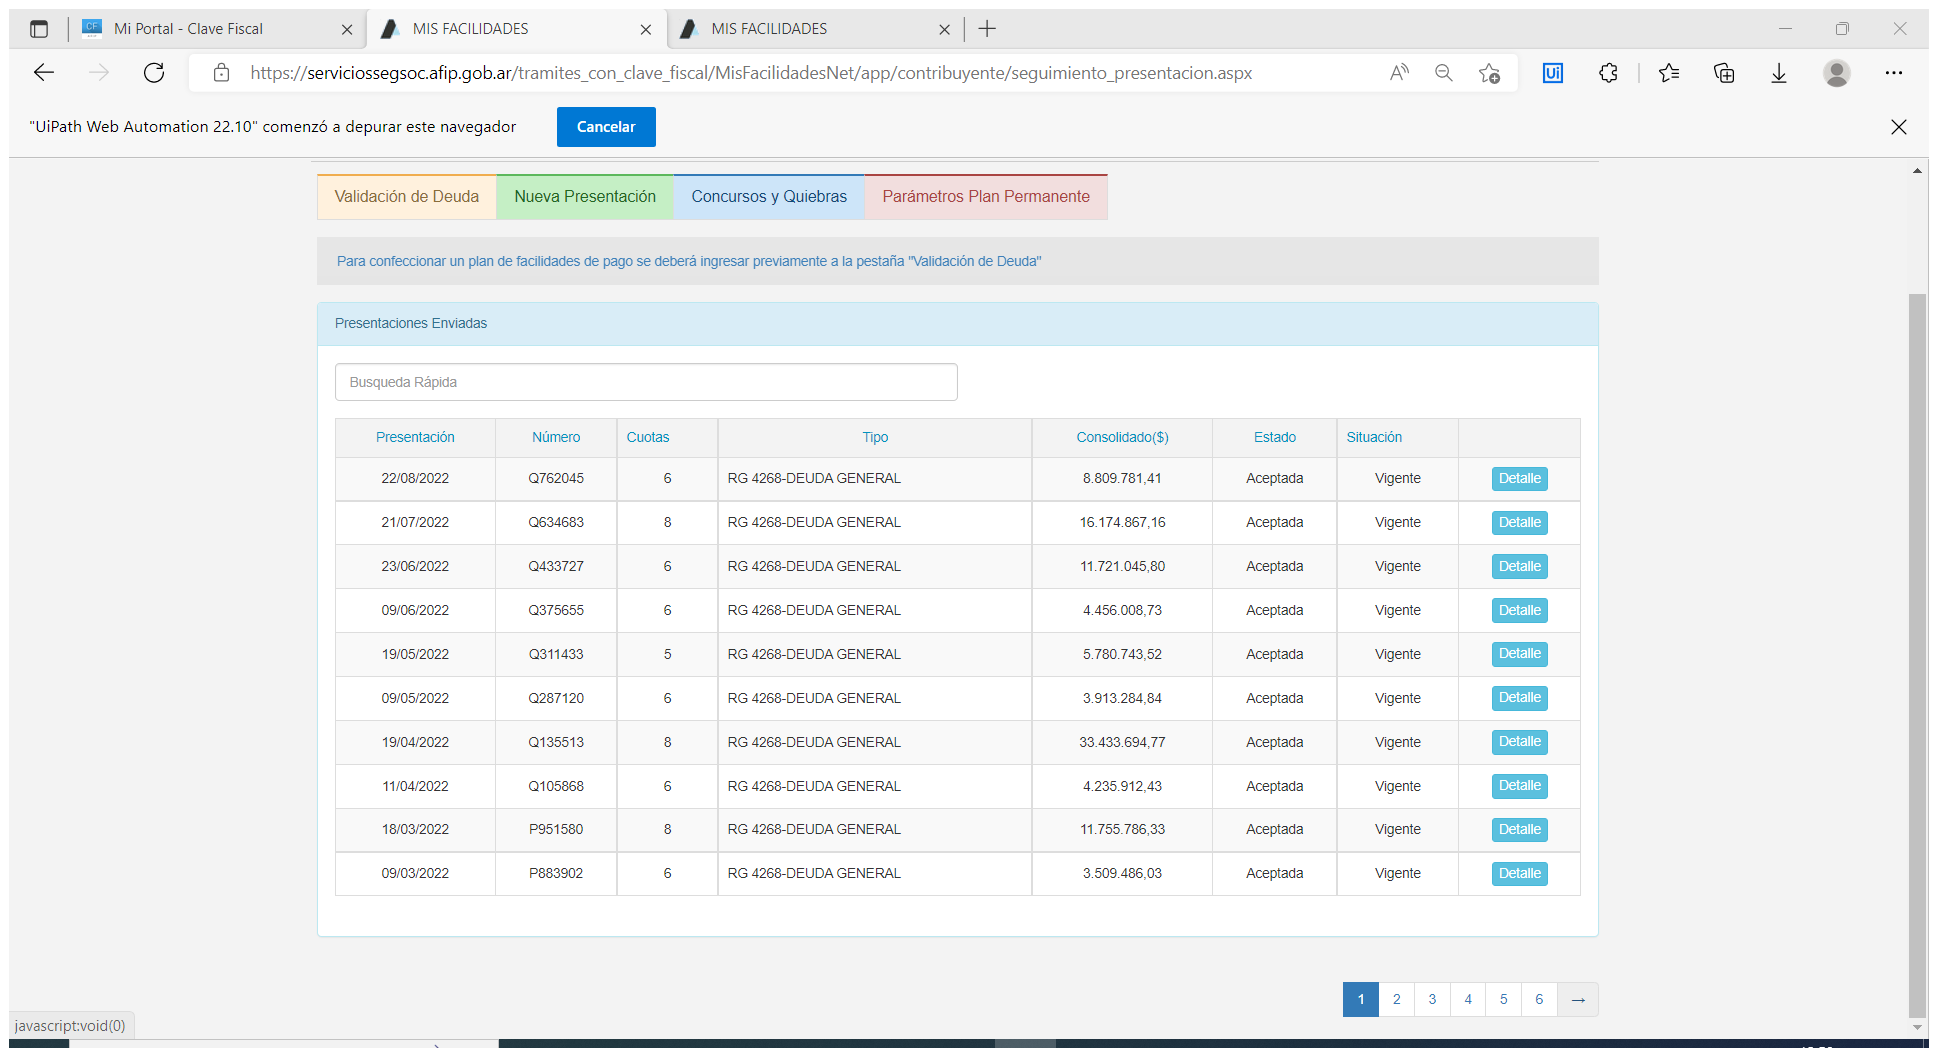 Mi Portal - Clave Fiscal
MIS FACILIDADES
MIS FACILIDADES
https://serviciossegsoc.afip.gob.ar/tramites_con_clave_fiscal/MisFacilidadesNet/app/contribuyente/seguimiento_presentacion.aspx
"UiPath Web Automation 22.10" comenzó a depurar este navegador
Cancelar
Validación de Deuda
Nueva Presentación
Concursos y Quiebras
Parámetros Plan Permanente
Para confeccionar un plan de facilidades de pago se deberá ingresar previamente a la pestaña "Validación de Deuda"
Presentaciones Enviadas
Busqueda Rápida
Presentación Número Cuotas Tipo Consolidado($) Estado Situación
22/08/2022 Q762045 6 RG 4268-DEUDA GENERAL 8.809.781,41 Aceptada Vigente Detalle
21/07/2022 Q634683 8 RG 4268-DEUDA GENERAL 16.174.867,16 Aceptada Vigente Detalle
23/06/2022 Q433727 6 RG 4268-DEUDA GENERAL 11.721.045,80 Aceptada Vigente Detalle
09/06/2022 Q375655 6 RG 4268-DEUDA GENERAL 4.456.008,73 Aceptada Vigente Detalle
19/05/2022 Q311433 5 RG 4268-DEUDA GENERAL 5.780.743,52 Aceptada Vigente Detalle
09/05/2022 Q287120 6 RG 4268-DEUDA GENERAL 3.913.284,84 Aceptada Vigente Detalle
19/04/2022 Q135513 8 RG 4268-DEUDA GENERAL 33.433.694,77 Aceptada Vigente Detalle
11/04/2022 Q105868 6 RG 4268-DEUDA GENERAL 4.235.912,43 Aceptada Vigente Detalle
18/03/2022 P951580 8 RG 4268-DEUDA GENERAL 11.755.786,33 Aceptada Vigente Detalle
09/03/2022 P883902 6 RG 4268-DEUDA GENERAL 3.509.486,03 Aceptada Vigente Detalle
1 2 3 4 5 6 →
javascript:void(0)